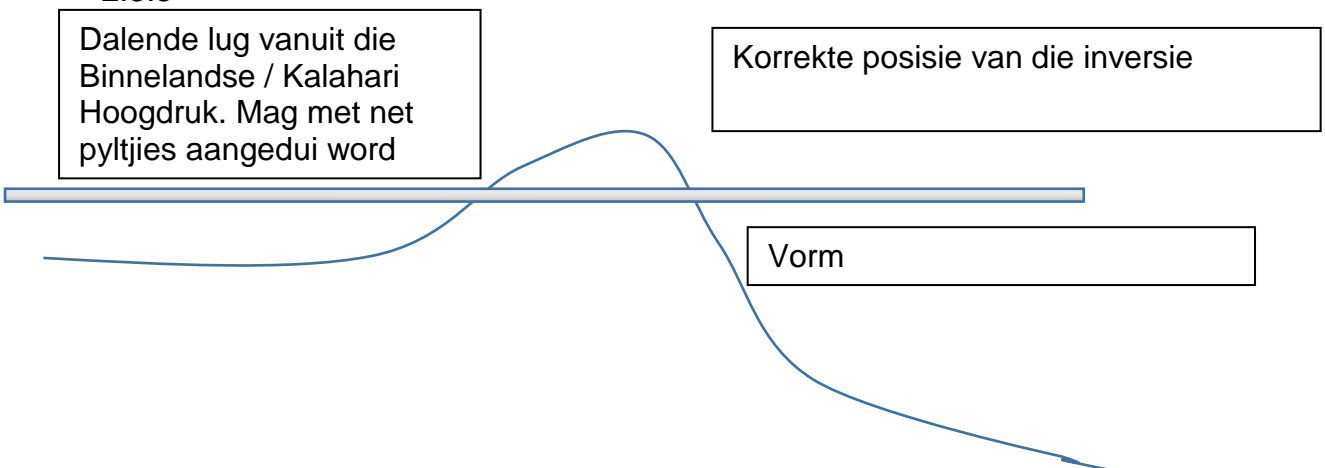 Dalende lug vanuit die
Binnelandse / Kalahari
Hoogdruk. Mag met net
pyltjies aangedui word
Korrekte posisie van die inversie
Vorm